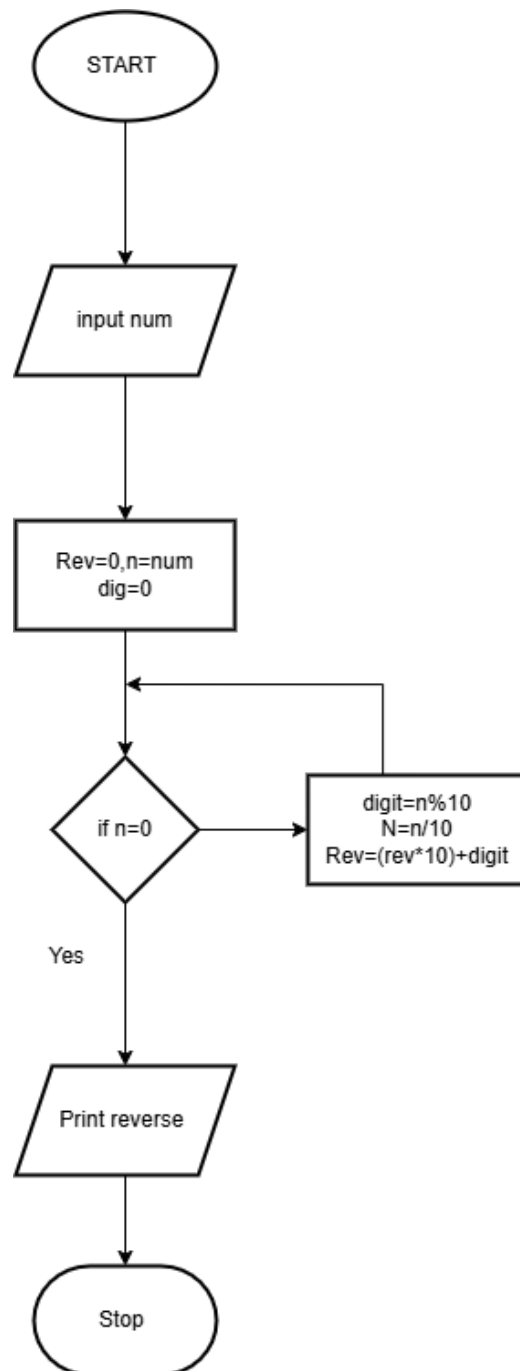 START
input num
Rev=0,n=num
dig=0
if n=0
digit=n%10
N=n/10
Rev=(rev*10)+digit
Yes
Print reverse
Stop